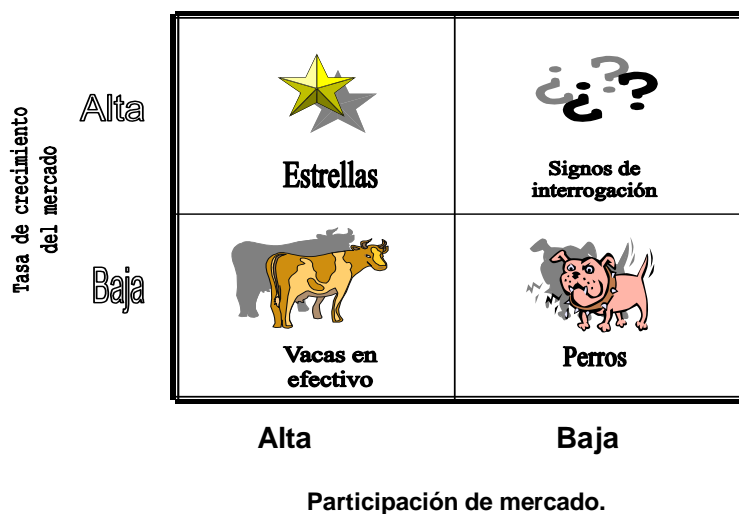 Tasa de crecimiento
del mercado
Alta
Estrellas
Signos de
interrogación
Baja
Vacas en
efectivo
Perros
Alta
Baja
Participación de mercado.